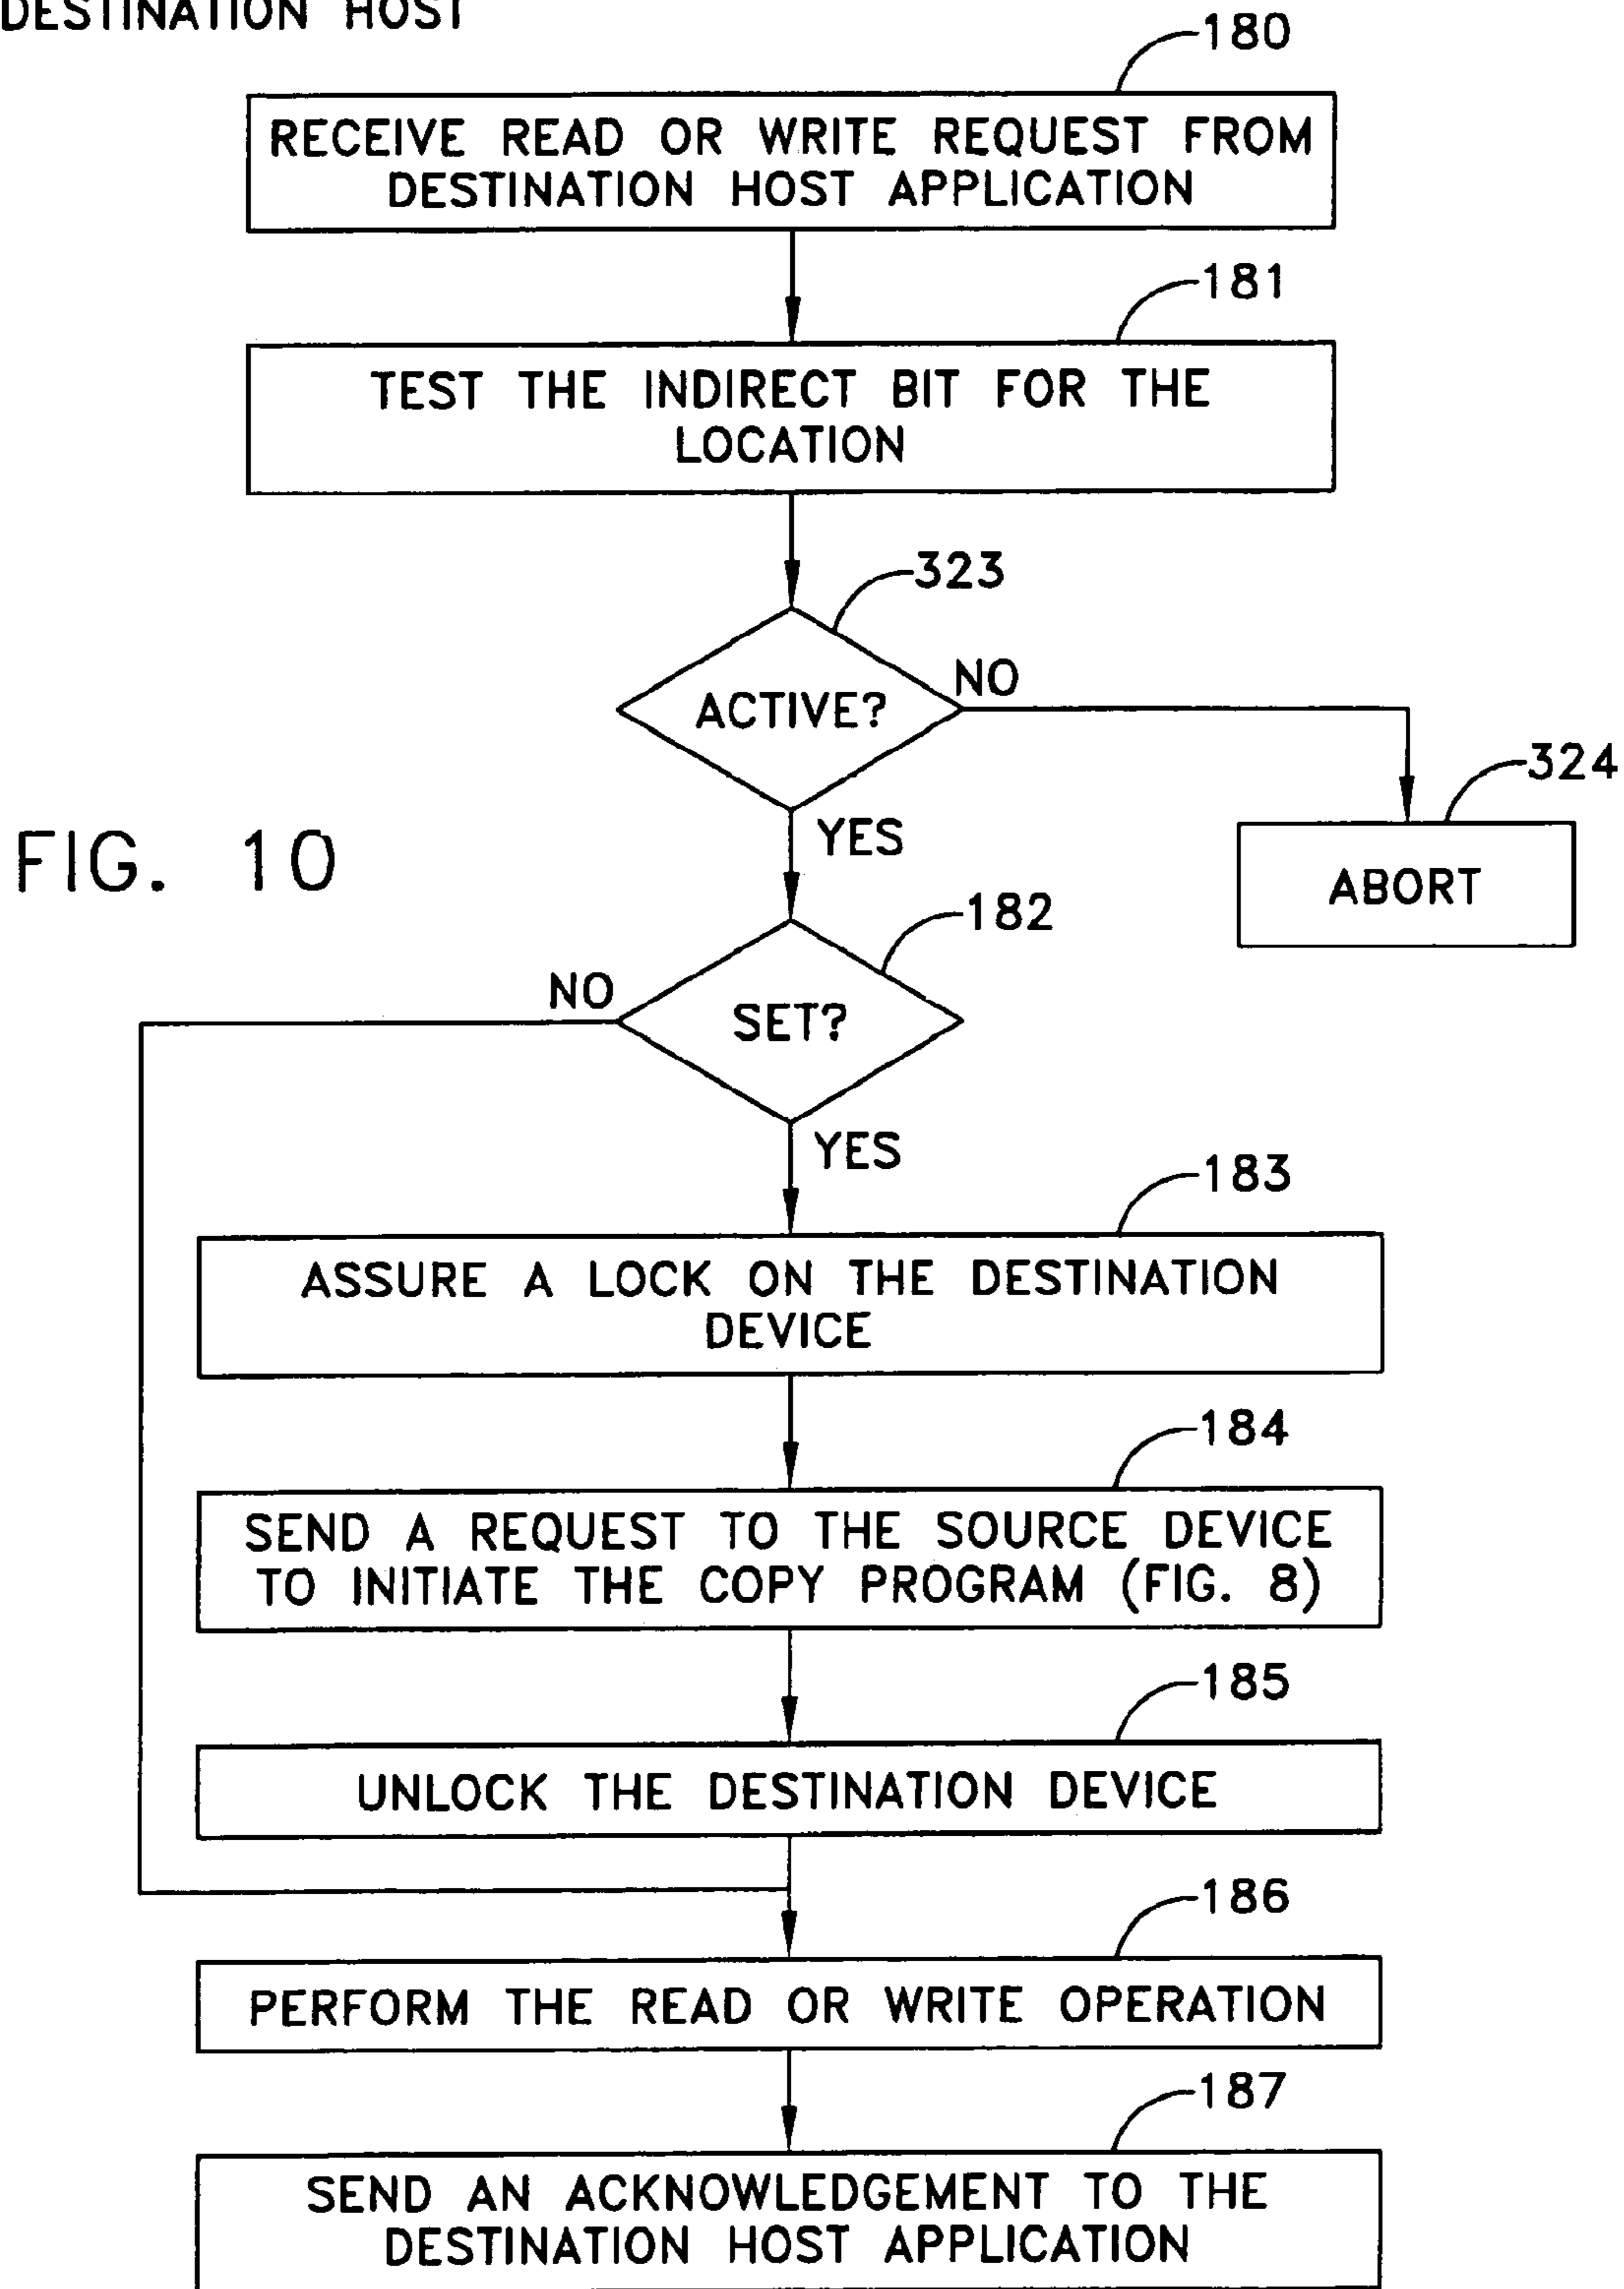 DESTINATION HOST
180
RECEIVE READ OR WRITE REQUEST FROM
DESTINATION HOST APPLICATION
181
TEST THE INDIRECT BIT FOR THE
LOCATION
323
ACTIVE?
NO
324
ABORT
YES
FIG. 10
182
NO
SET?
YES
183
ASSURE A LOCK ON THE DESTINATION
DEVICE
184
SEND A REQUEST TO THE SOURCE DEVICE
TO INITIATE THE COPY PROGRAM (FIG. 8)
185
UNLOCK THE DESTINATION DEVICE
186
PERFORM THE READ OR WRITE OPERATION
187
SEND AN ACKNOWLEDGEMENT TO THE
DESTINATION HOST APPLICATION